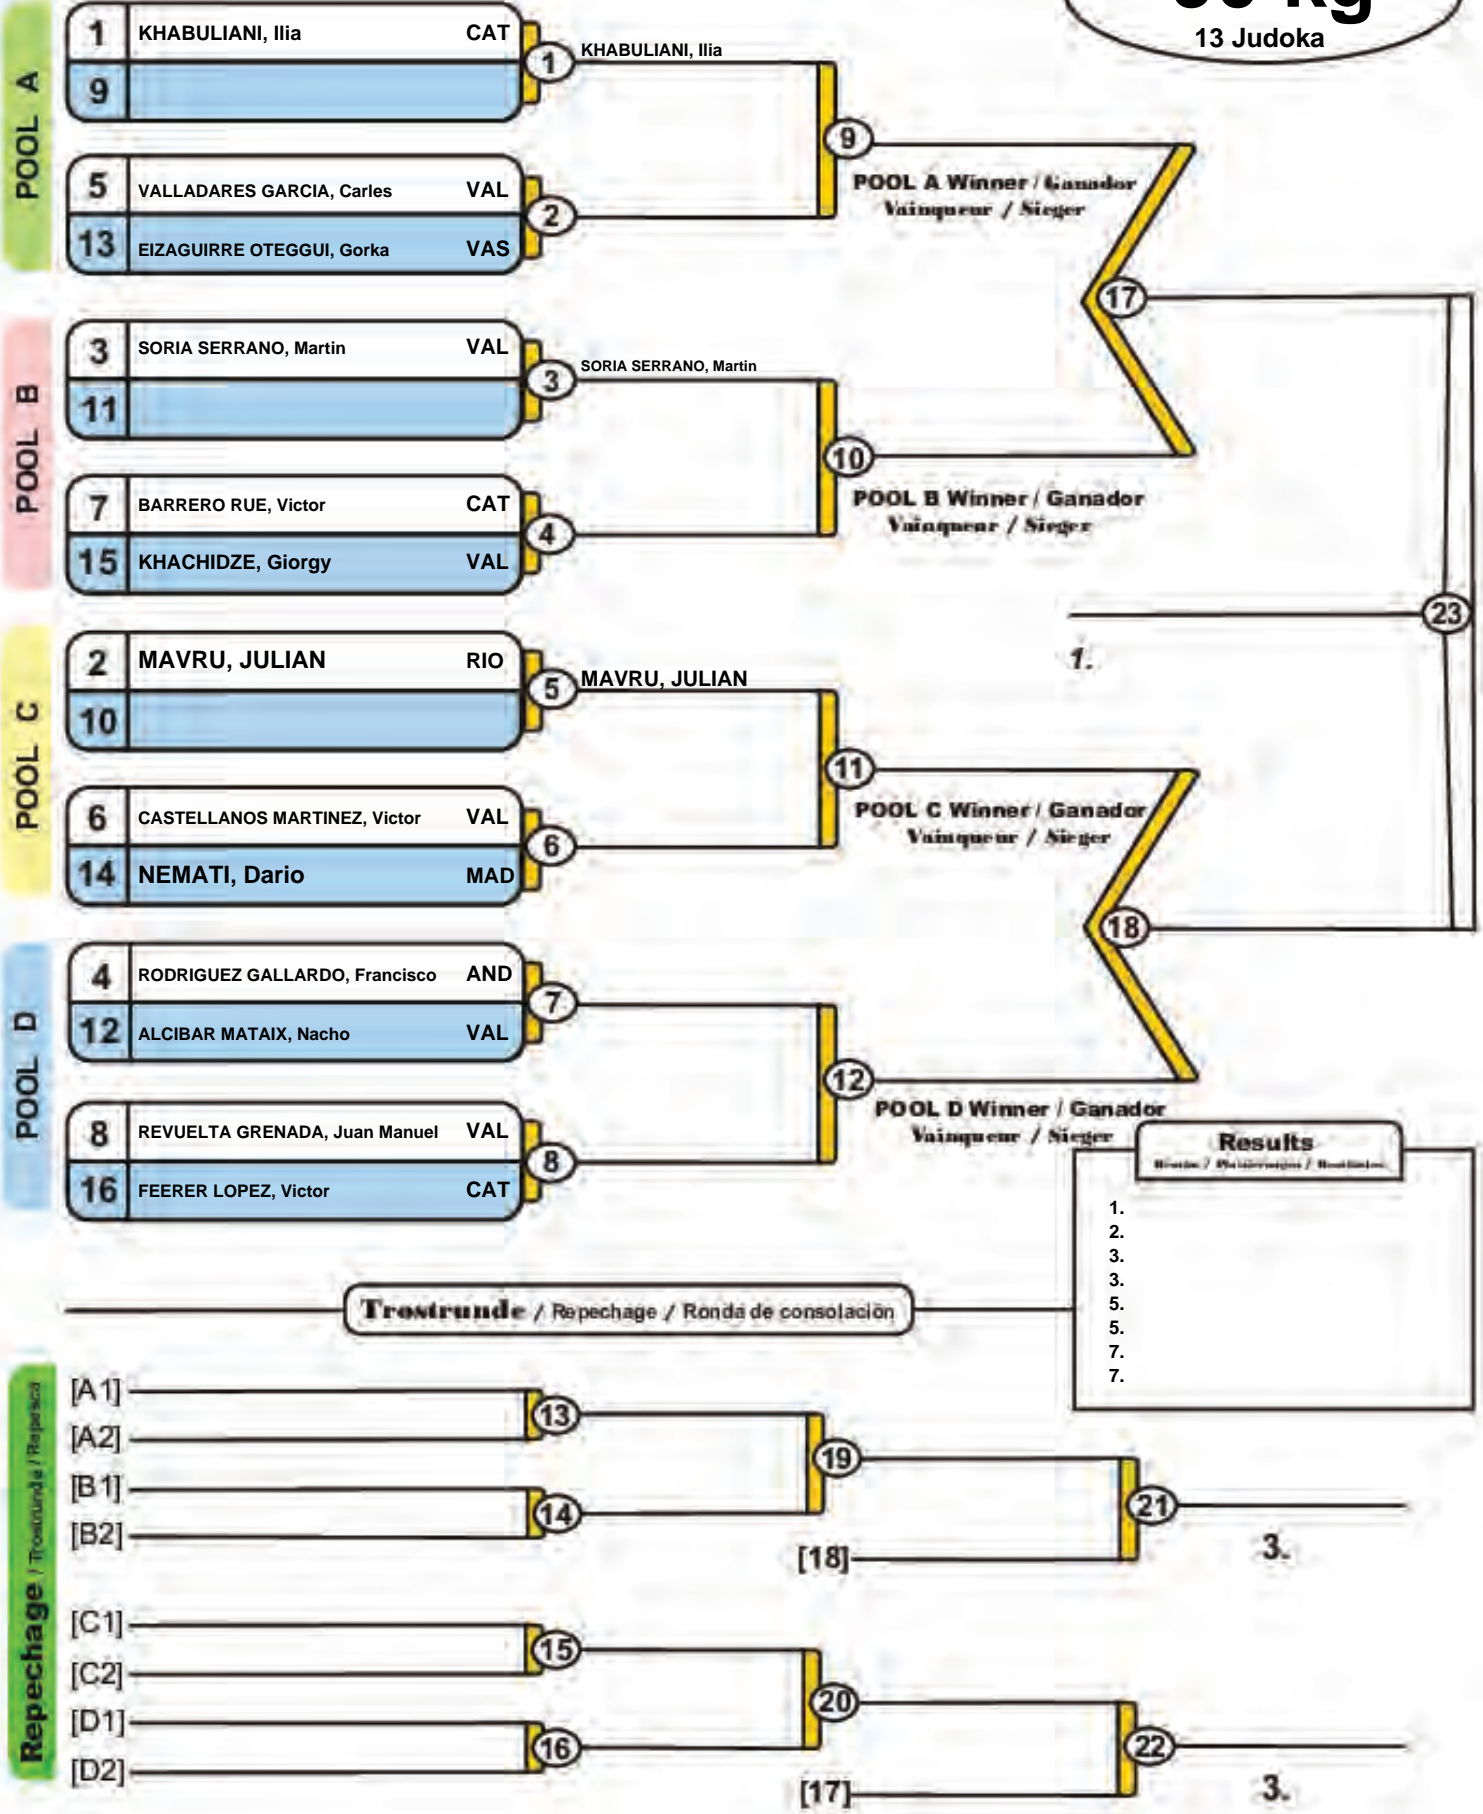 kg
13 Judoka
POOL A
1 KHABULIANI, Ilia CAT
9
1 KHABULIANI, Ilia
5 VALLADARES GARCIA, Carles VAL
13 EIZAGUIRRE OTEGGUI, Gorka VAS
2
9
POOL A Winner / Ganador
Vainqueur / Sieger
17
POOL B
3 SORIA SERRANO, Martin VAL
11
3 SORIA SERRANO, Martin
7 BARRERO RUE, Victor CAT
15 KHACHIDZE, Giorgy VAL
4
10
POOL B Winner / Ganador
Vainqueur / Sieger
23
1.
POOL C
2 MAVRU, JULIAN RIO
10
5 MAVRU, JULIAN
6 CASTELLANOS MARTINEZ, Victor VAL
14 NEMATI, Dario MAD
6
11
POOL C Winner / Ganador
Vainqueur / Sieger
18
POOL D
4 RODRIGUEZ GALLARDO, Francisco AND
12 ALCIBAR MATAIX, Nacho VAL
7
8 REVUELTA GRENADA, Juan Manuel VAL
16 FEERER LOPEZ, Victor CAT
8
12
POOL D Winner / Ganador
Vainqueur / Sieger
Results
1.
2.
3.
3.
5.
5.
7.
7.
Trostrunde / Repechage / Ronda de consolación
Repechage / Trostrunde / Repesca
[A1]
[A2]
13
[B1]
[B2]
14
19
[18]
21
3.
[C1]
[C2]
15
[D1]
[D2]
16
20
[17]
22
3.